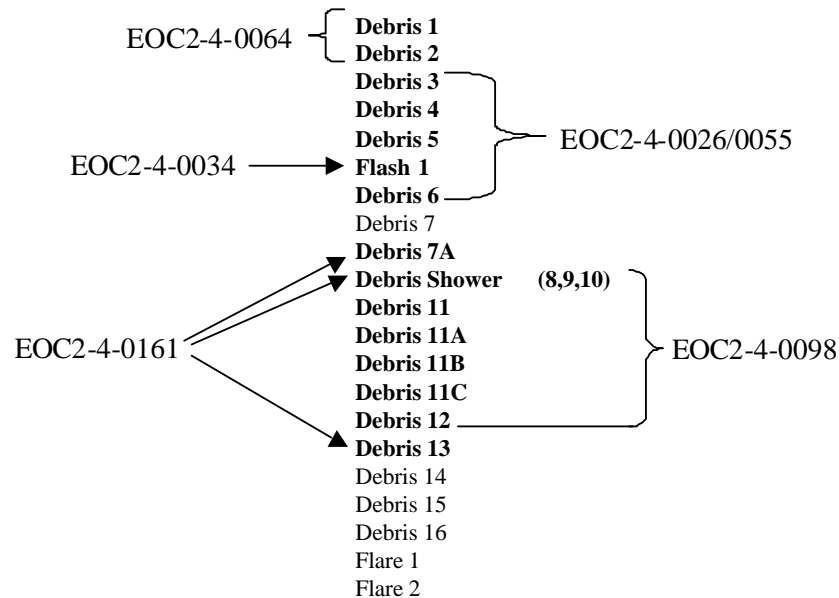 EOC2-4-0064
Debris 1
Debris 2
Debris 3
Debris 4
Debris 5
EOC2-4-0026/0055
EOC2-4-0034
Flash 1
Debris 6
Debris 7
Debris 7A
Debris Shower (8,9,10)
Debris 11
Debris 11A
EOC2-4-0161
EOC2-4-0098
Debris 11B
Debris 11C
Debris 12
Debris 13
Debris 14
Debris 15
Debris 16
Flare 1
Flare 2